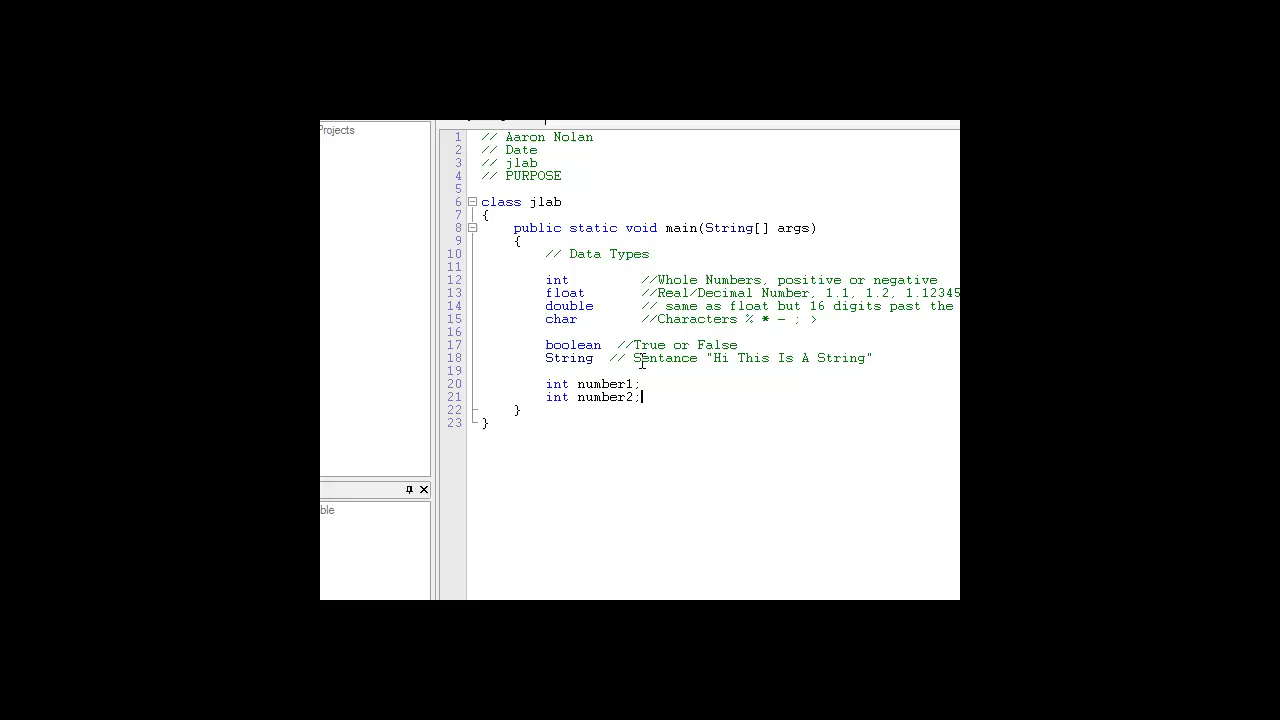 Projects
1 // Aaron Nolan
2 // Date
3 // jlab
4 // PURPOSE
5
6 class jlab
7 {
8 public static void main(String[] args)
9 {
10 // Data Types
11
12 int //Whole Numbers, positive or negative
13 float //Real/Decimal Number, 1.1, 1.2, 1.12345
14 double // same as float but 16 digits past the
15 char //Characters % * - ; >
16
17 boolean //True or False
18 String // Sentance "Hi This Is A String"
19
20 int number1;
21 int number2;
22 }
23 }
ble